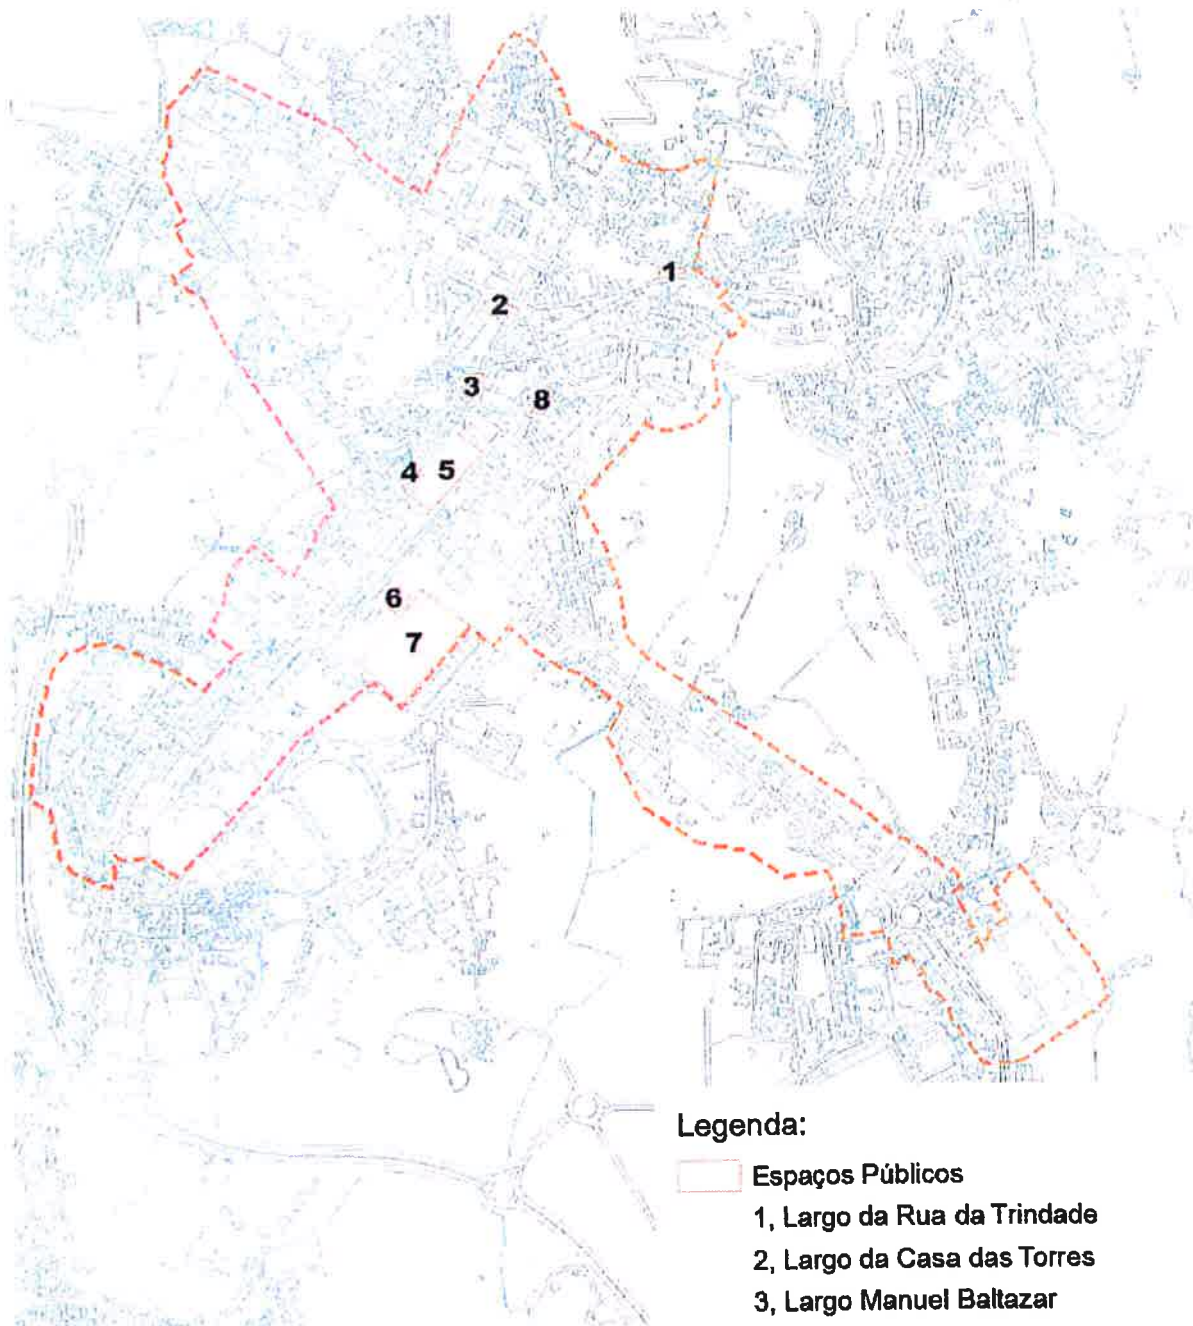 1
2
3
8
4
5
6
7
Legenda:
Espaços Públicos
1, Largo da Rua da Trindade
2, Largo da Casa das Torres
3, Largo Manuel Baltazar